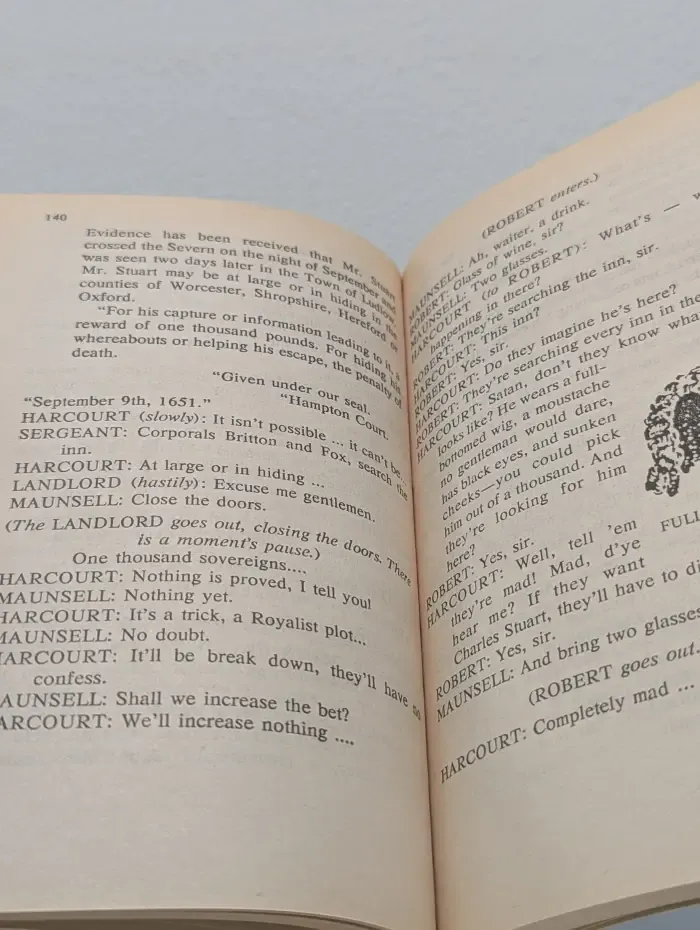 140
Evidence has been received that Mr. Stuart
crossed the Severn on the night of September and
was seen two days later in the Town of Ludlow
Mr. Stuart may be at large or in hiding in the
counties of Worcester, Shropshire, Hereford
Oxford.
"For his capture or information leading to it, a
reward of one thousand pounds. For hiding his
whereabouts or helping his escape, the penalty of
death.
"Given under our seal.
"Hampton Court.
"September 9th, 1651."
HARCOURT (slowly): It isn't possible ... it can't be...
SERGEANT: Corporals Britton and Fox, search the
inn.
HARCOURT: At large or in hiding ...
LANDLORD (hastily): Excuse me gentlemen.
MAUNSELL: Close the doors.
(The LANDLORD goes out, closing the doors. There
is a moment's pause.)
One thousand sovereigns....
HARCOURT: Nothing is proved, I tell you!
MAUNSELL: Nothing yet.
HARCOURT: It's a trick, a Royalist plot...
MAUNSELL: No doubt.
HARCOURT: It'll be break down, they'll have to
confess.
MAUNSELL: Shall we increase the bet?
HARCOURT: We'll increase nothing ....
(ROBERT enters.)
MAUNSELL: Ah, waiter, a drink.
ROBERT: Glass of wine, sir?
MAUNSELL: Two glasses.
HARCOURT (to ROBERT): What's —
happening in there?
ROBERT: They're searching the inn, sir.
HARCOURT: This inn?
ROBERT: Yes, sir.
HARCOURT: Do they imagine he's here?
ROBERT: They're searching every inn in the
HARCOURT: Satan, don't they know what
looks like? He wears a full-
bottomed wig, a moustache
no gentleman would dare,
has black eyes, and sunken
cheeks—you could pick
him out of a thousand. And
they're looking for him
here?
ROBERT: Yes, sir.
HARCOURT: Well, tell 'em
they're mad! Mad, d'ye
hear me? If they want FULL
Charles Stuart, they'll have to
ROBERT: Yes, sir.
MAUNSELL: And bring two glasses
(ROBERT goes out.
HARCOURT: Completely mad ...